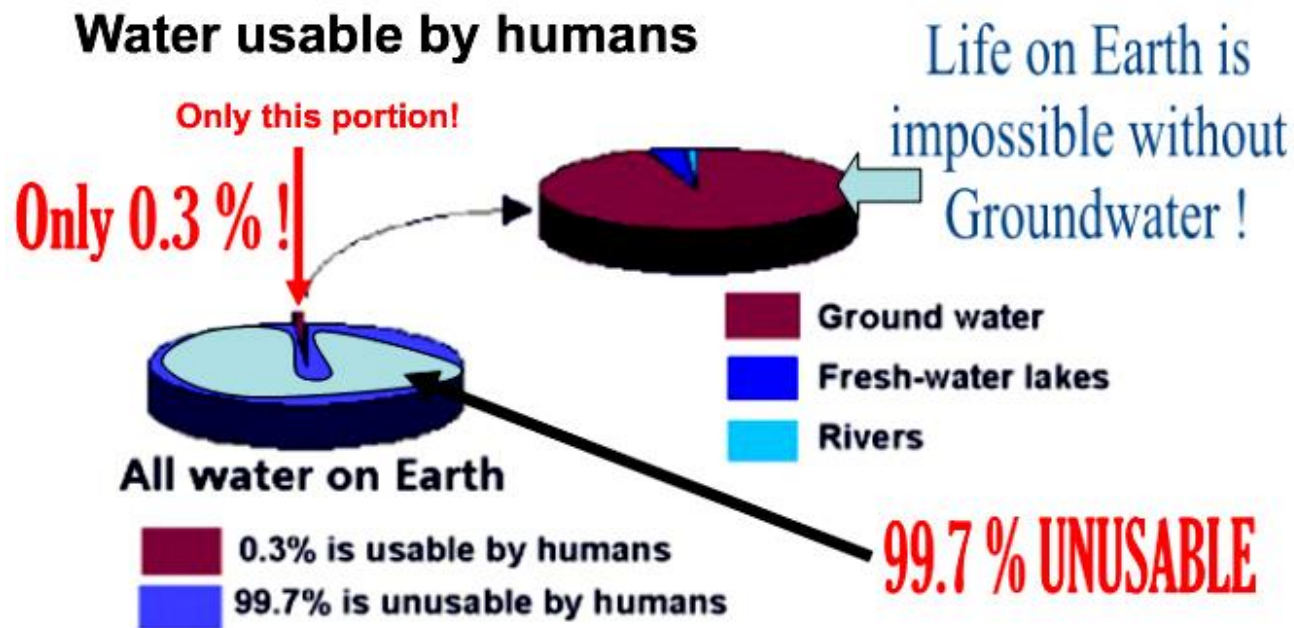 Water usable by humans
Only this portion!
Only 0.3 % !
Life on Earth is
impossible without
Groundwater !
Ground water
Fresh-water lakes
Rivers
All water on Earth
0.3% is usable by humans
99.7% is unusable by humans
99.7 % UNUSABLE